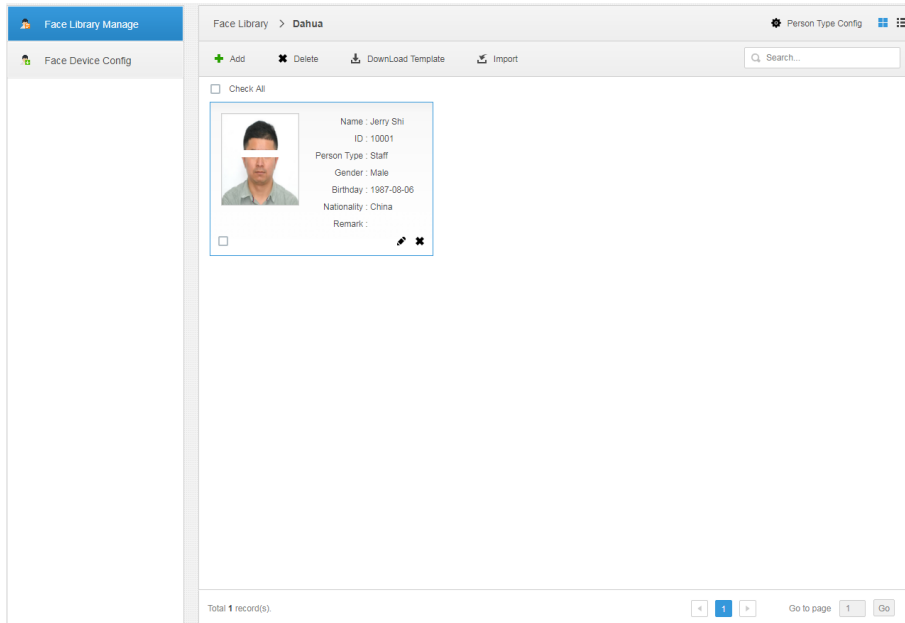 Face Library Manage
Face Device Config
Face Library > Dahua
Person Type Config
Add
Delete
DownLoad Template
Import
Search...
Check All
Name : Jerry Shi
ID : 10001
Person Type : Staff
Gender : Male
Birthday : 1987-08-06
Nationality : China
Remark :
Total 1 record(s).
1
Go to page 1 Go